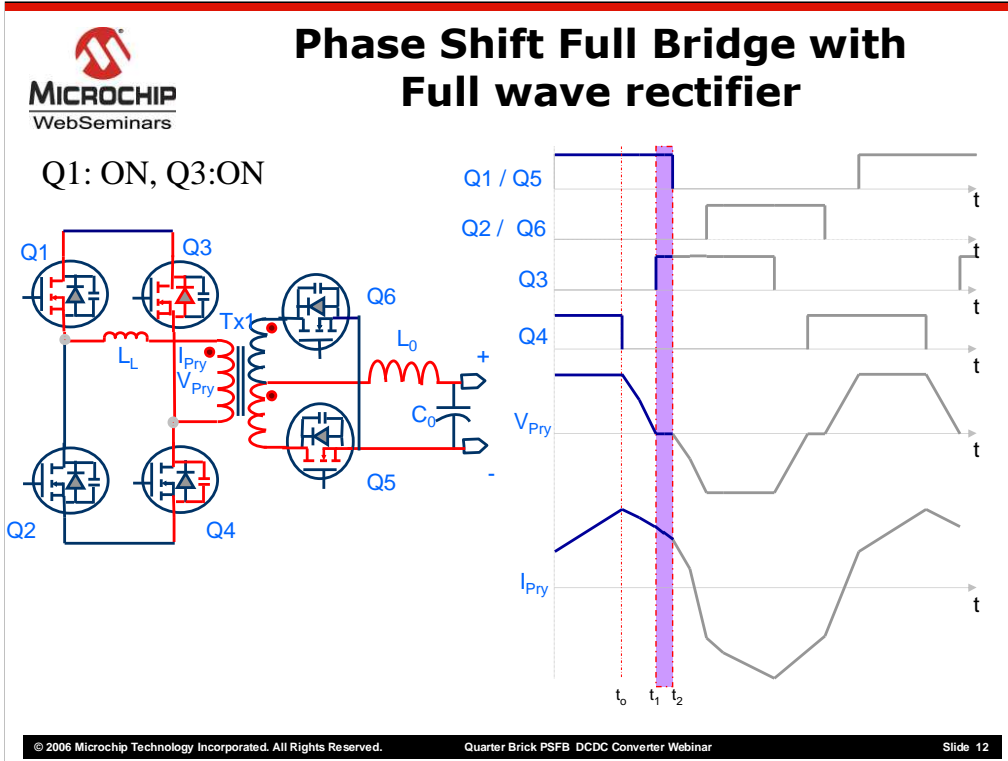 Phase Shift Full Bridge with
Full wave rectifier
MICROCHIP
WebSeminars
Q1: ON, Q3:ON
Q1
Q3
Q6
Tx1
L0
+
LL
IPry
VPry
C0
-
Q5
Q2
Q4
Q1 / Q5
t
Q2 / Q6
t
Q3
t
Q4
t
VPry
t
IPry
t
to
t1
t2
© 2006 Microchip Technology Incorporated. All Rights Reserved.
Quarter Brick PSFB DCDC Converter Webinar
Slide 12